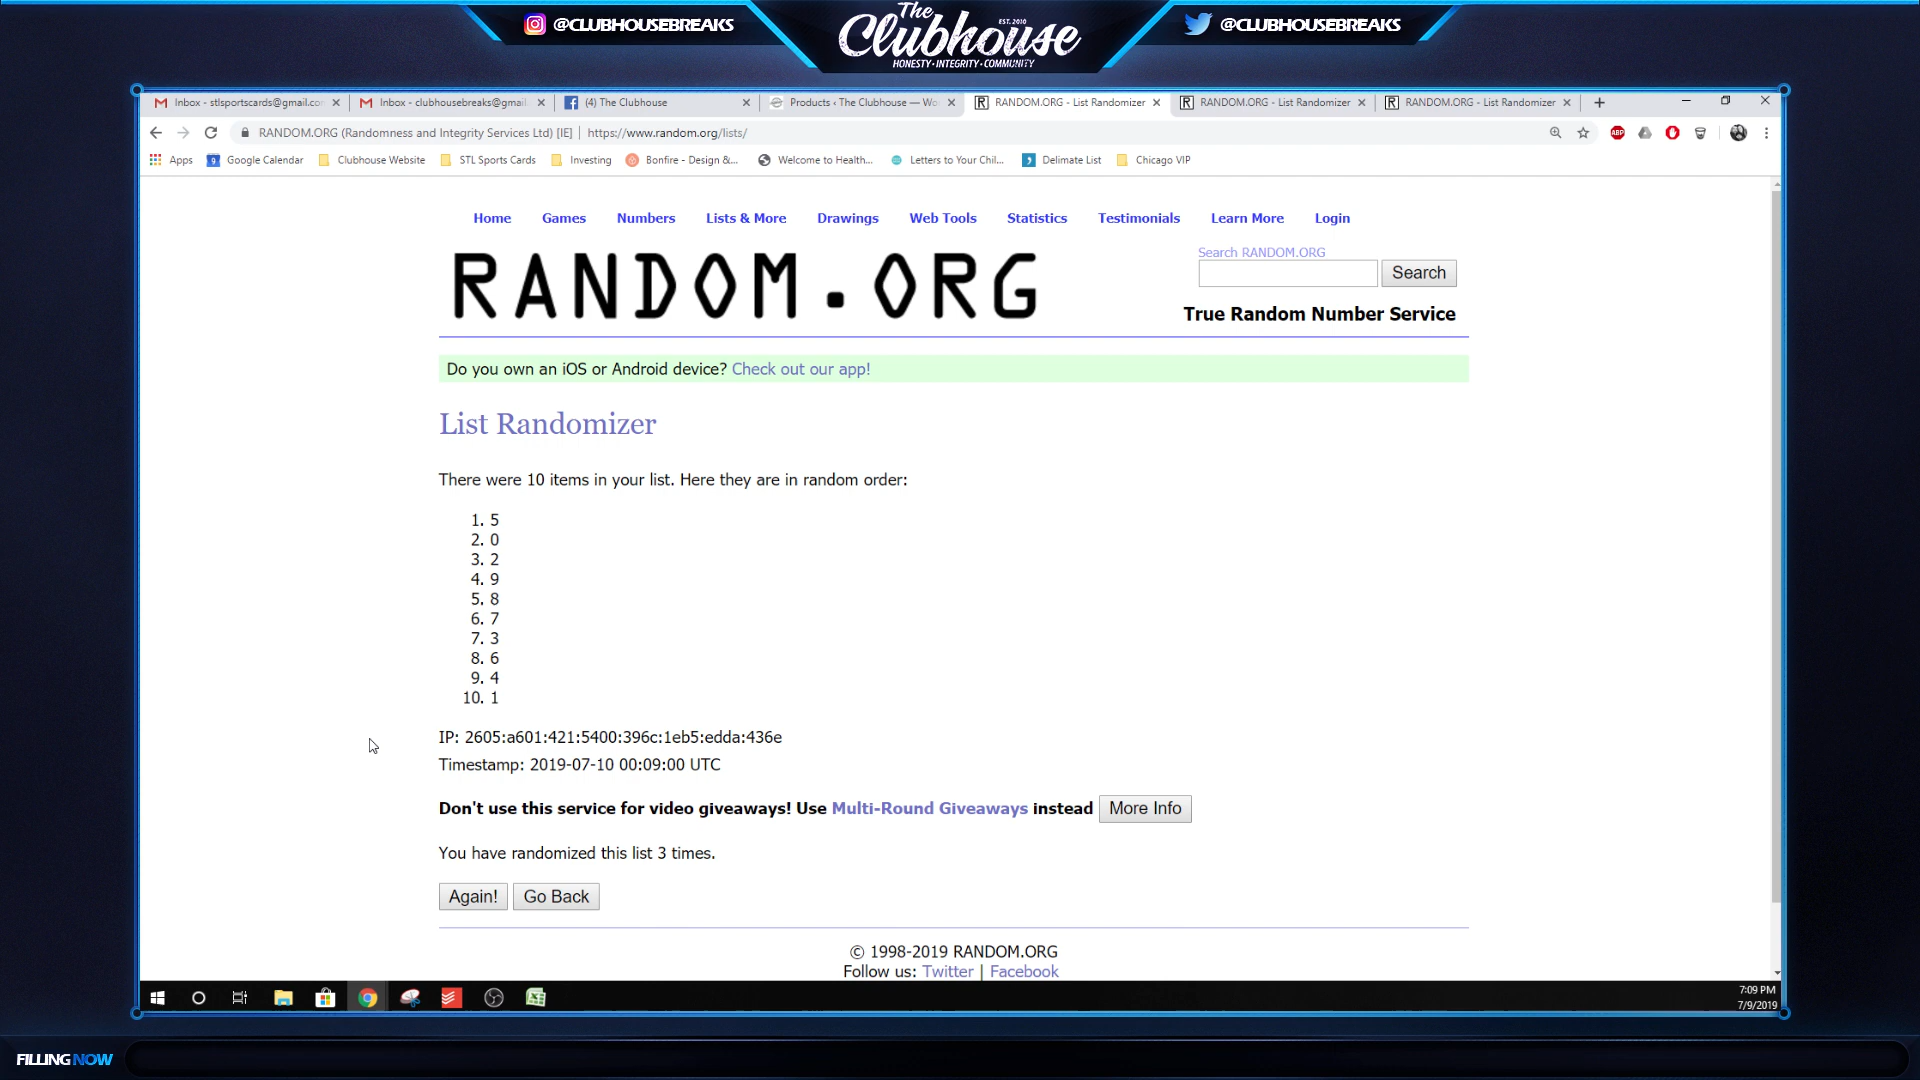 @CLUBHOUSEBREAKS
The Clubhouse
EST. 2010
HONESTY·INTEGRITY·COMMUNITY
@CLUBHOUSEBREAKS
Inbox - stlsportscards@gmail.co
Inbox - clubhousebreaks@gmail.
(4) The Clubhouse
Products ‹ The Clubhouse — Wo
RANDOM.ORG - List Randomizer
RANDOM.ORG - List Randomizer
RANDOM.ORG - List Randomizer
RANDOM.ORG (Randomness and Integrity Services Ltd) [IE] | https://www.random.org/lists/
ABP
Apps Google Calendar Clubhouse Website STL Sports Cards Investing Bonfire - Design &... Welcome to Health... Letters to Your Chil... Delimate List Chicago VIP
Home Games Numbers Lists & More Drawings Web Tools Statistics Testimonials Learn More Login
RANDOM.ORG
Search RANDOM.ORG
Search
True Random Number Service
Do you own an iOS or Android device? Check out our app!
List Randomizer
There were 10 items in your list. Here they are in random order:
1. 5
2. 0
3. 2
4. 9
5. 8
6. 7
7. 3
8. 6
9. 4
10. 1
IP: 2605:a601:421:5400:396c:1eb5:edda:436e
Timestamp: 2019-07-10 00:09:00 UTC
Don't use this service for video giveaways! Use Multi-Round Giveaways instead More Info
You have randomized this list 3 times.
Again! Go Back
© 1998-2019 RANDOM.ORG
Follow us: Twitter | Facebook
7:09 PM
7/9/2019
FILLING NOW